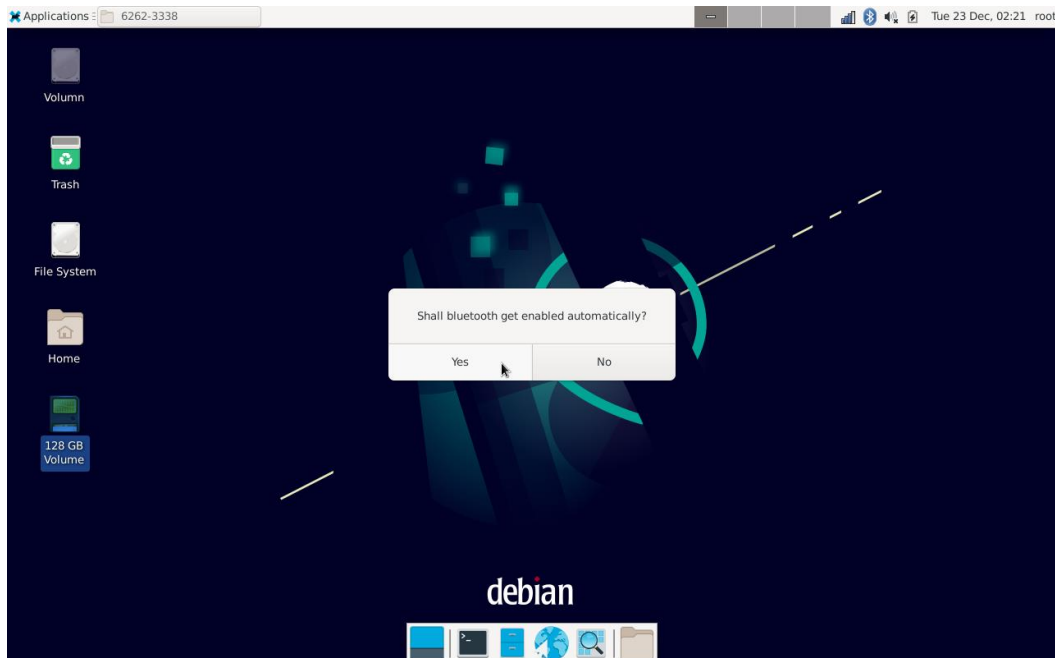 Applications
6262-3338
Tue 23 Dec, 02:21
root
Volumn
Trash
File System
Home
128 GB
Volume
Shall bluetooth get enabled automatically?
Yes
No
debian